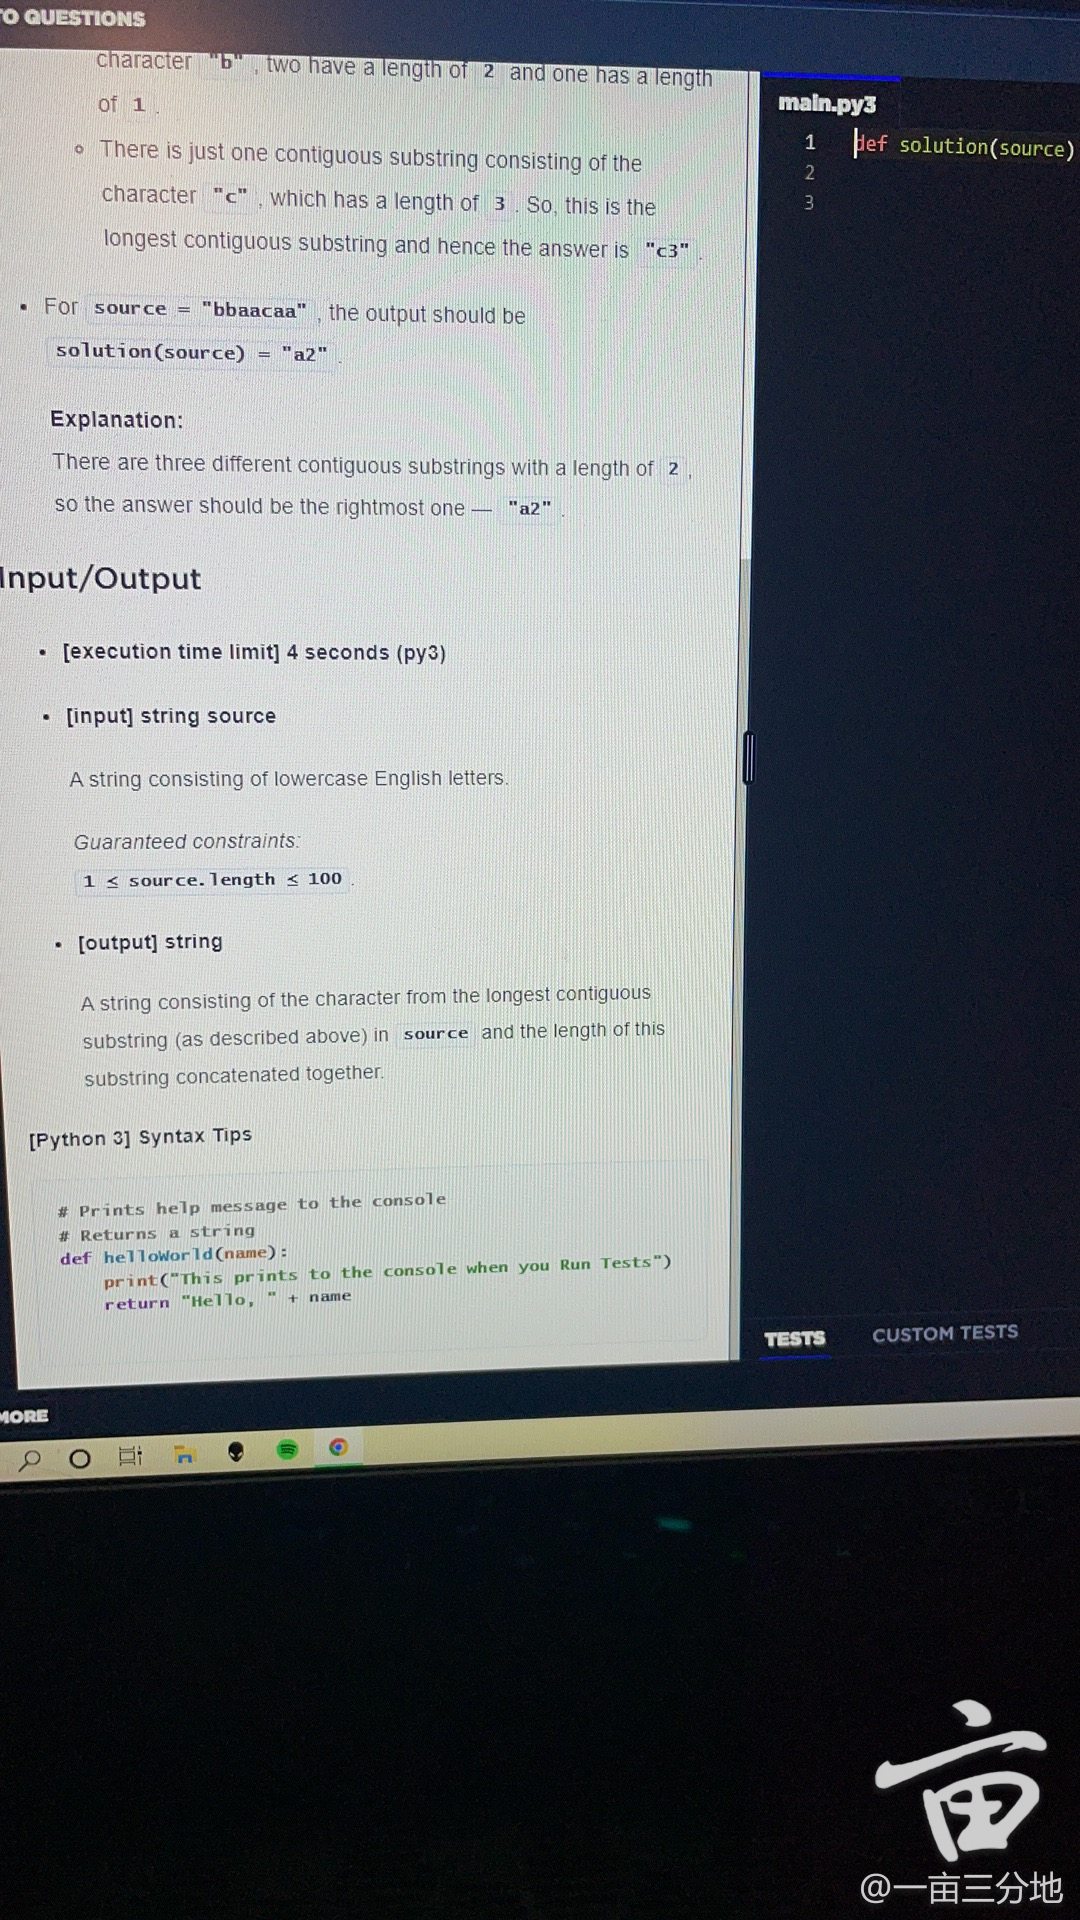 TO QUESTIONS
character "b", two have a length of 2 and one has a length
of 1.
There is just one contiguous substring consisting of the
character "c", which has a length of 3. So, this is the
longest contiguous substring and hence the answer is "c3".
For source = "bbaacaa", the output should be
solution(source) = "a2".
Explanation:
There are three different contiguous substrings with a length of 2,
so the answer should be the rightmost one — "a2".
Input/Output
[execution time limit] 4 seconds (py3)
[input] string source
A string consisting of lowercase English letters.
Guaranteed constraints:
1 ≤ source.length ≤ 100.
[output] string
A string consisting of the character from the longest contiguous
substring (as described above) in source and the length of this
substring concatenated together.
[Python 3] Syntax Tips
# Prints help message to the console
# Returns a string
def helloWorld(name):
print("This prints to the console when you Run Tests")
return "Hello, " + name
MORE
main.py3
1 def solution(source)
2
3
TESTS CUSTOM TESTS
亩
@一亩三分地